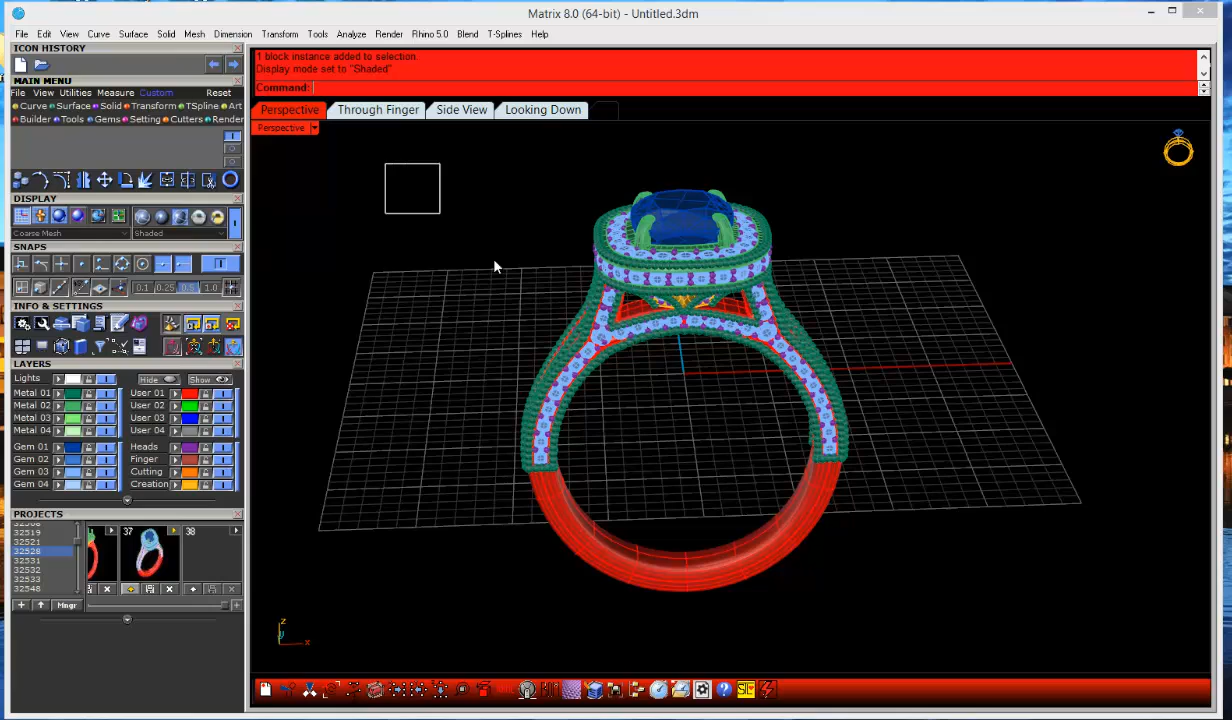 Matrix 8.0 (64-bit) - Untitled.3dm
File Edit View Curve Surface Solid Mesh Dimension Transform Tools Analyze Render Rhino 5.0 Blend T-Splines Help
ICON HISTORY
1 block instance added to selection.
Display mode set to "Shaded"
Command:
MAIN MENU
File View Utilities Measure Custom Reset
Curve Surface Solid Transform TSpline Art
Builder Tools Gems Setting Cutters Render
Perspective Through Finger Side View Looking Down
Perspective
DISPLAY
Coarse Mesh Shaded
SNAPS
0.1 0.25 0.5 1.0
INFO & SETTINGS
LAYERS
Lights Hide Show
Metal 01 User 01
Metal 02 User 02
Metal 03 User 03
Metal 04 User 04
Gem 01 Heads
Gem 02 Finger
Gem 03 Cutting
Gem 04 Creation
PROJECTS
32519
32521
32528
32531
32532
32533
32548
37 38
Mngr
z
y
x